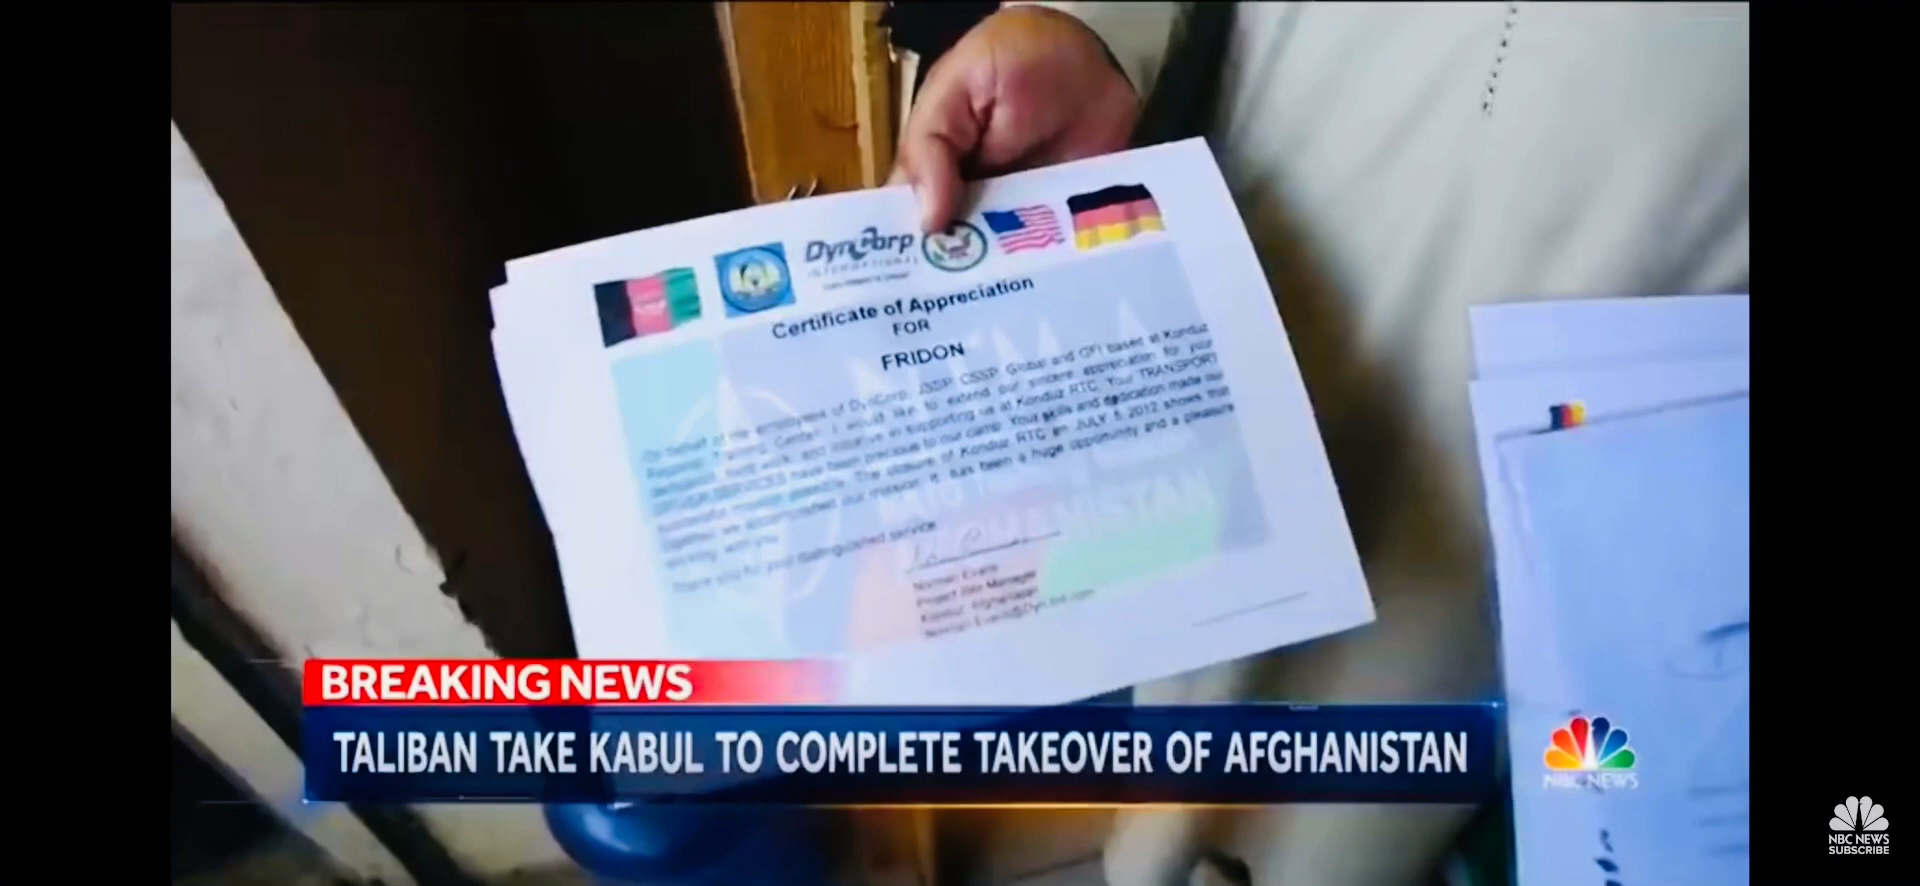 DynCorp
INTERNATIONAL
Certificate of Appreciation
FOR
FRIDON
On behalf of the employees of DynCorp, JSSP, CSSP, Global and GFI based at Konduz
Regional Training Center, I would like to extend our sincere appreciation for your
dedication, hard work, and initiative in supporting us at Konduz RTC. Your TRANSPORT
SERVICES have been precious to our camp. Your skills and dedication made our
successful mission possible. The closure of Konduz RTC on JULY 5, 2012 shows that
together we accomplished our mission. It has been a huge opportunity and a pleasure
working with you.
Thank you for your distinguished service.
Norman Evans
Project Site Manager
Konduz Afghanistan
AFGHANISTAN
BREAKING NEWS
TALIBAN TAKE KABUL TO COMPLETE TAKEOVER OF AFGHANISTAN
NBC NEWS
NBC NEWS
SUBSCRIBE